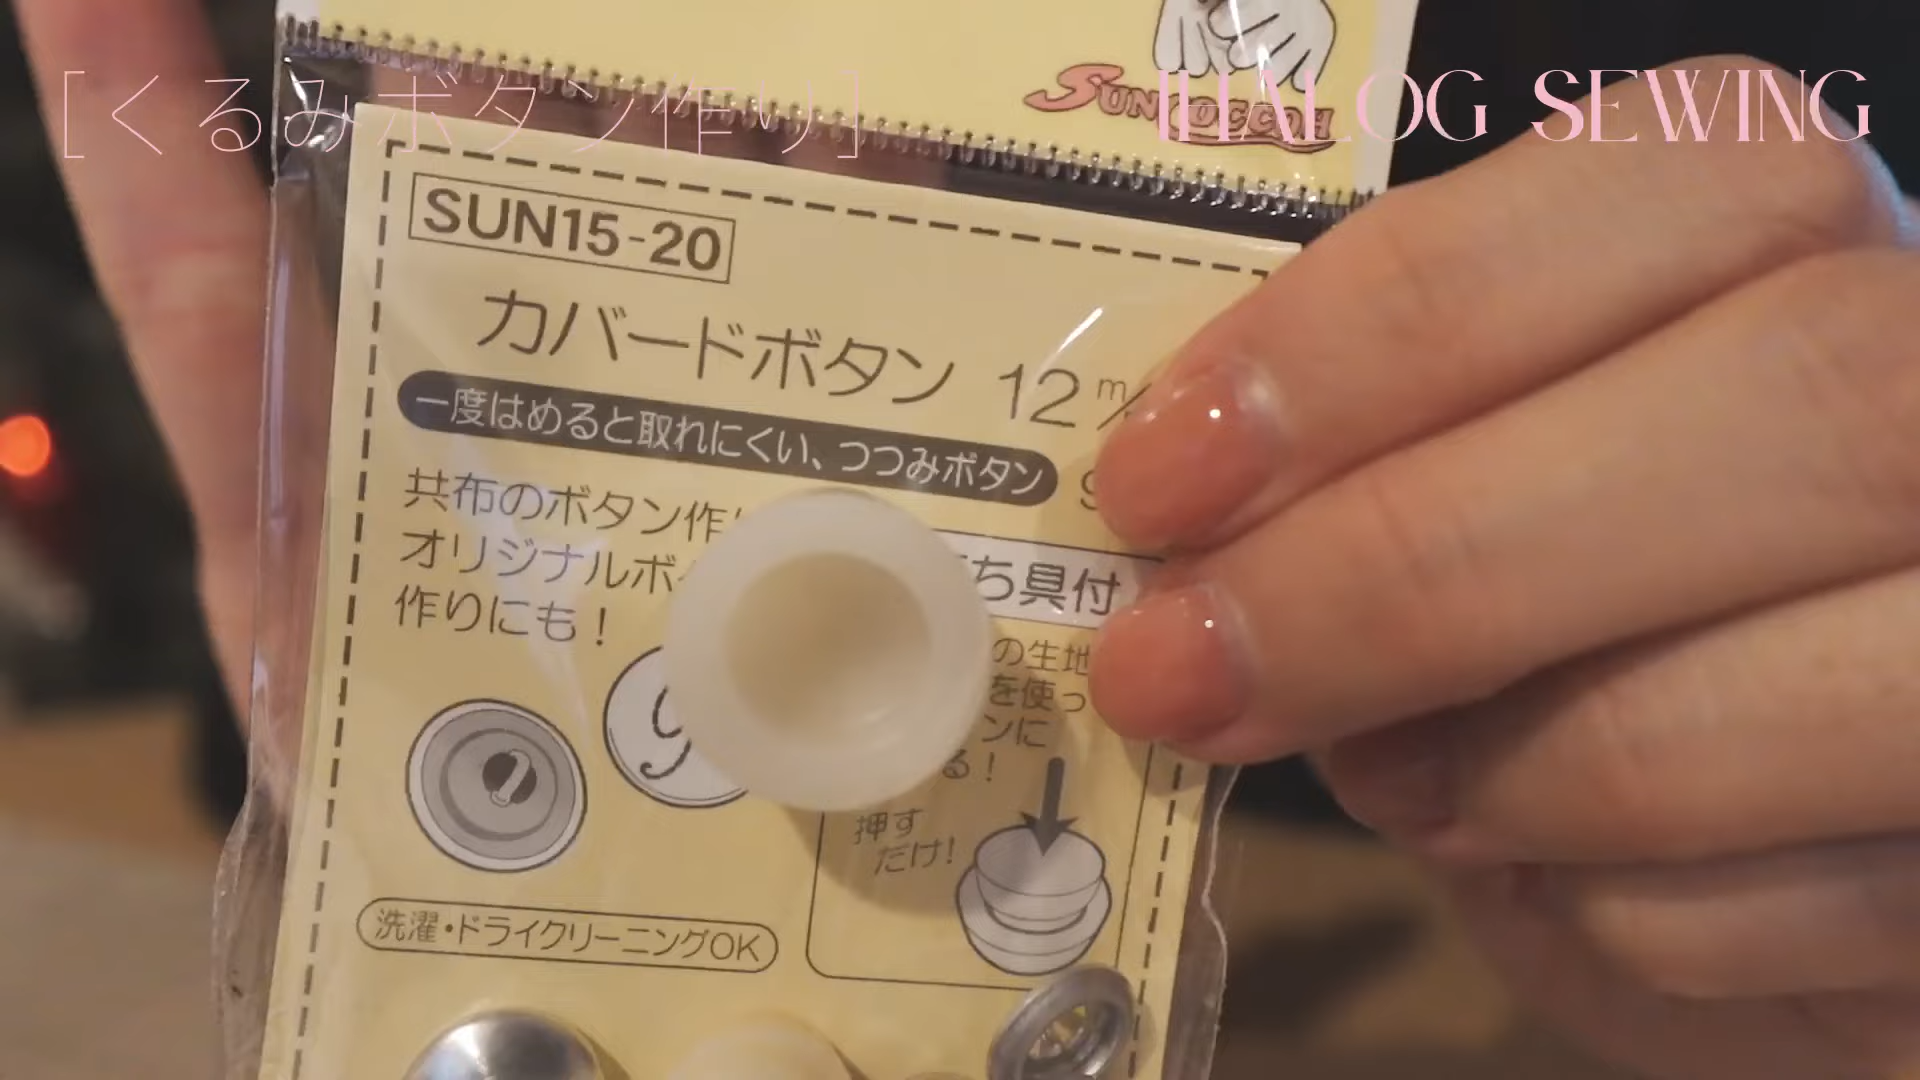 [くるみボタン作り]
IHALOG SEWING
SUNCOCCOH
SUN15-20
カバードボタン 12
一度はめると取れにくい、つつみボタン
共布のボタン作
オリジナルボ
作りにも！
ち具付
の生地
を使っ
ンに
る！
押す
だけ！
洗濯・ドライクリーニングOK